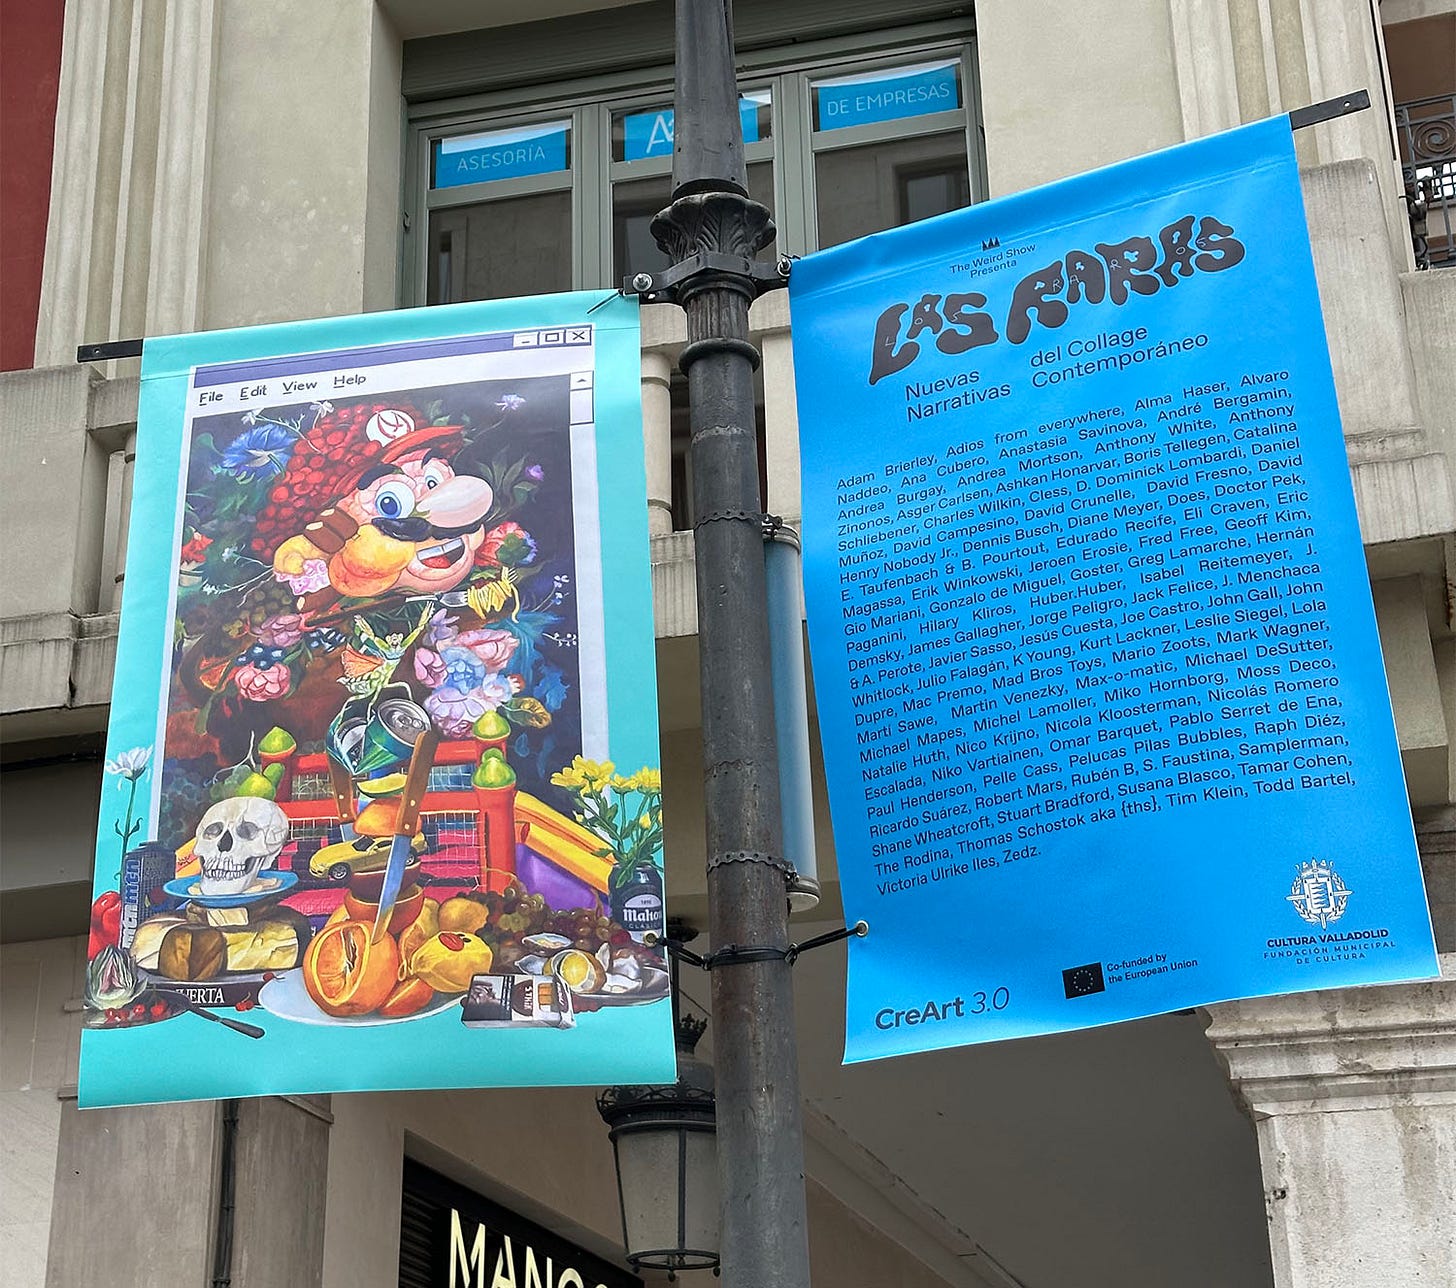 ASESORÍA
DE EMPRESAS
File Edit View Help
Mahou
CLÁSICA
The Weird Show
Presenta
LAS RARAS
LOS RAROS
Nuevas
Narrativas
del Collage
Contemporáneo
Adam Brierley, Adios from everywhere, Alma Haser, Alvaro
Naddeo, Ana Cubero, Anastasia Savinova, André Bergamin,
Andrea Burgay, Andrea Mortson, Anthony White, Anthony
Zinonos, Asger Carlsen, Ashkan Honarvar, Boris Tellegen, Catalina
Schliebener, Charles Wilkin, Cless, D. Dominick Lombardi, Daniel
Muñoz, David Campesino, David Crunelle, David Fresno, David
Henry Nobody Jr., Dennis Busch, Diane Meyer, Does, Doctor Pek,
E. Taufenbach & B. Pourtout, Edurado Recife, Eli Craven, Eric
Magassa, Erik Winkowski, Jeroen Erosie, Fred Free, Geoff Kim,
Gio Mariani, Gonzalo de Miguel, Goster, Greg Lamarche, Hernán
Paganini, Hilary Kliros, Huber.Huber, Isabel Reitemeyer, J.
Demsky, James Gallagher, Jorge Peligro, Jack Felice, J. Menchaca
& A. Perote, Javier Sasso, Jesús Cuesta, Joe Castro, John Gall, John
Whitlock, Julio Falagán, K Young, Kurt Lackner, Leslie Siegel, Lola
Dupre, Mac Premo, Mad Bros Toys, Mario Zoots, Mark Wagner,
Martí Sawe, Martin Venezky, Max-o-matic, Michael DeSutter,
Michael Mapes, Michel Lamoller, Miko Hornborg, Moss Deco,
Natalie Huth, Nico Krijno, Nicola Kloosterman, Nicolás Romero
Escalada, Niko Vartiainen, Omar Barquet, Pablo Serret de Ena,
Paul Henderson, Pelle Cass, Pelucas Pilas Bubbles, Raph Diéz,
Ricardo Suárez, Robert Mars, Rubén B, S. Faustina, Samplerman,
Shane Wheatcroft, Stuart Bradford, Susana Blasco, Tamar Cohen,
The Rodina, Thomas Schostok aka {ths}, Tim Klein, Todd Bartel,
Victoria Ulrike Iles, Zedz.
CULTURA VALLADOLID
FUNDACIÓN MUNICIPAL
DE CULTURA
Co-funded by
the European Union
CreArt 3.0